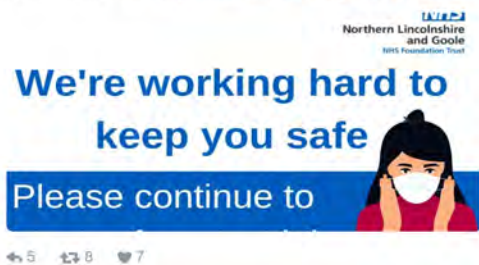 NHS
Northern Lincolnshire
and Goole
NHS Foundation Trust
We're working hard to
keep you safe
Please continue to
5 8 7